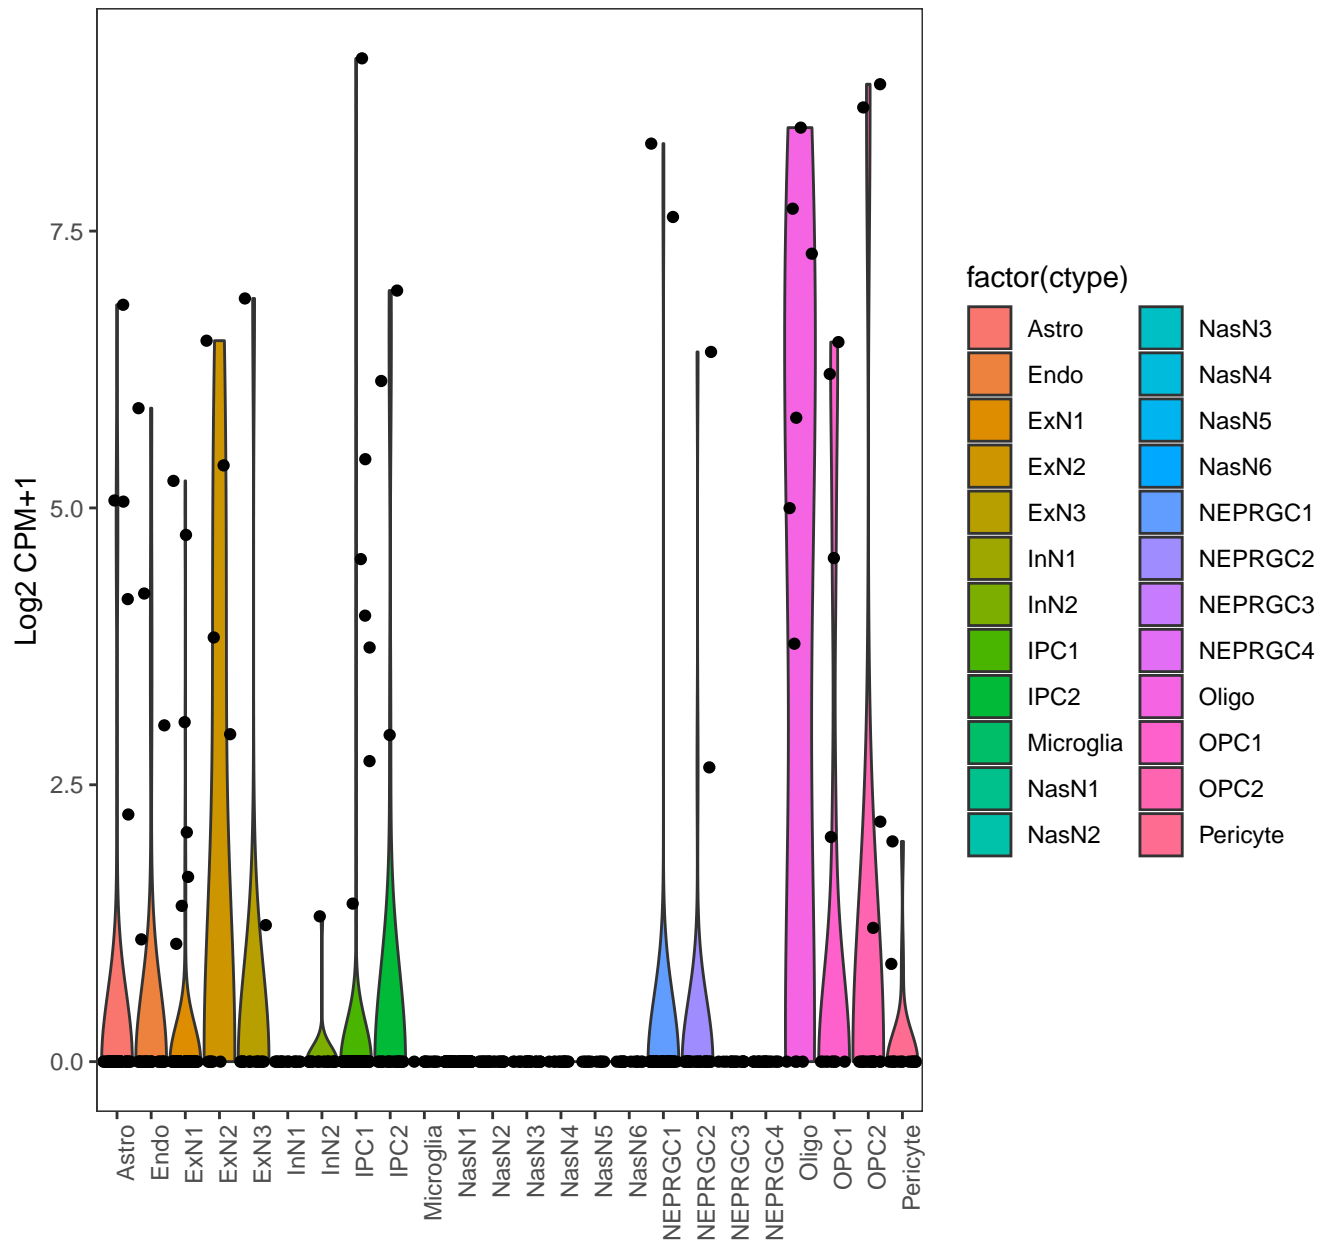 7.5
5.0
2.5
0.0
Log2 CPM+1
Astro
Endo
ExN1
ExN2
ExN3
InN1
InN2
IPC1
IPC2
Microglia
NasN1
NasN2
NasN3
NasN4
NasN5
NasN6
NEPRGC1
NEPRGC2
NEPRGC3
NEPRGC4
Oligo
OPC1
OPC2
Pericyte
factor(ctype)
Astro
Endo
ExN1
ExN2
ExN3
InN1
InN2
IPC1
IPC2
Microglia
NasN1
NasN2
NasN3
NasN4
NasN5
NasN6
NEPRGC1
NEPRGC2
NEPRGC3
NEPRGC4
Oligo
OPC1
OPC2
Pericyte